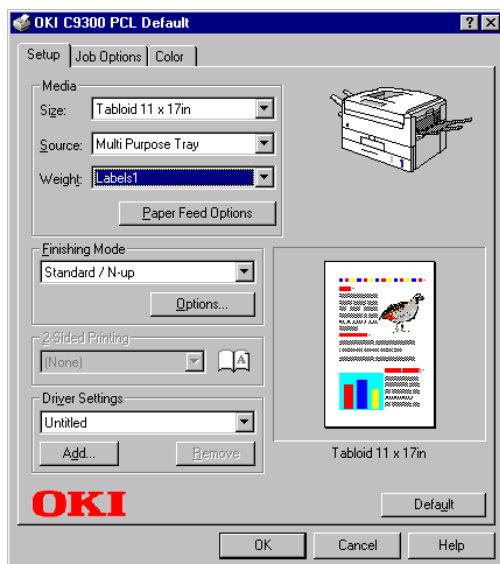 OKI C9300 PCL Default
Setup
Job Options
Color
Media
Size: Tabloid 11 x 17in
Source: Multi Purpose Tray
Weight: Labels1
Paper Feed Options
1
Finishing Mode
Standard / N-up
Options...
2-Sided Printing
(None)
A
Driver Settings
Untitled
Add...
Remove
Tabloid 11 x 17in
OKI
Default
OK
Cancel
Help